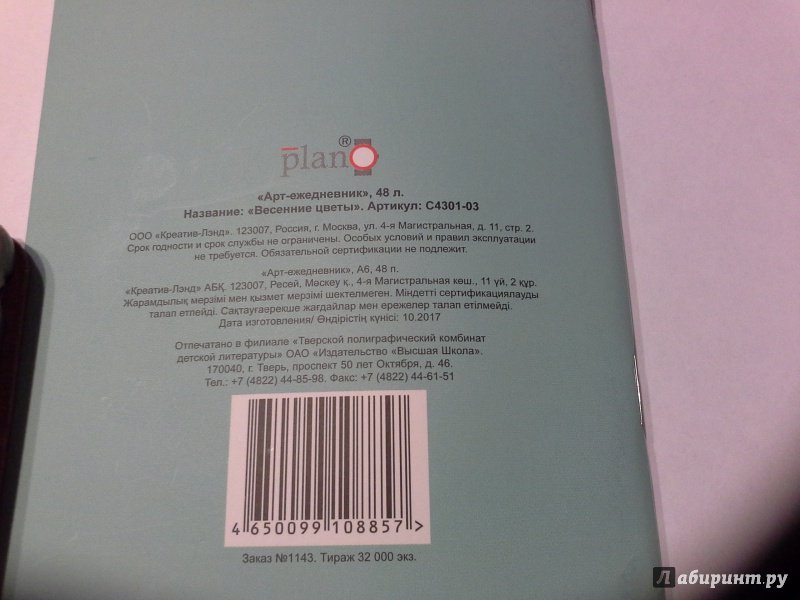 plano®
«Арт-ежедневник», 48 л.
Название: «Весенние цветы». Артикул: С4301-03
ООО «Креатив-Лэнд». 123007, Россия, г. Москва, ул. 4-я Магистральная, д. 11, стр. 2.
Срок годности и срок службы не ограничены. Особых условий и правил эксплуатации
не требуется. Обязательной сертификации не подлежит.
«Арт-ежедневник», А6, 48 п.
«Креатив-Лэнд» АБҚ. 123007, Ресей, Мәскеу қ., 4-я Магистральная көш., 11 үй, 2 құр.
Жарамдылық мерзімі мен қызмет мерзімі шектелмеген. Міндетті сертификациялауды
талап етпейді. Сақтауәгерекше жағдайлар мен ережелер талап етілмейді.
Дата изготовления/ Өндірістің күнісі: 10.2017
Отпечатано в филиале «Тверской полиграфический комбинат
детской литературы» ОАО «Издательство «Высшая Школа».
170040, г. Тверь, проспект 50 лет Октября, д. 46.
Тел.: +7 (4822) 44-85-98. Факс: +7 (4822) 44-61-51
4 650099 108857 >
Заказ №1143. Тираж 32 000 экз.
Лабиринт.ру